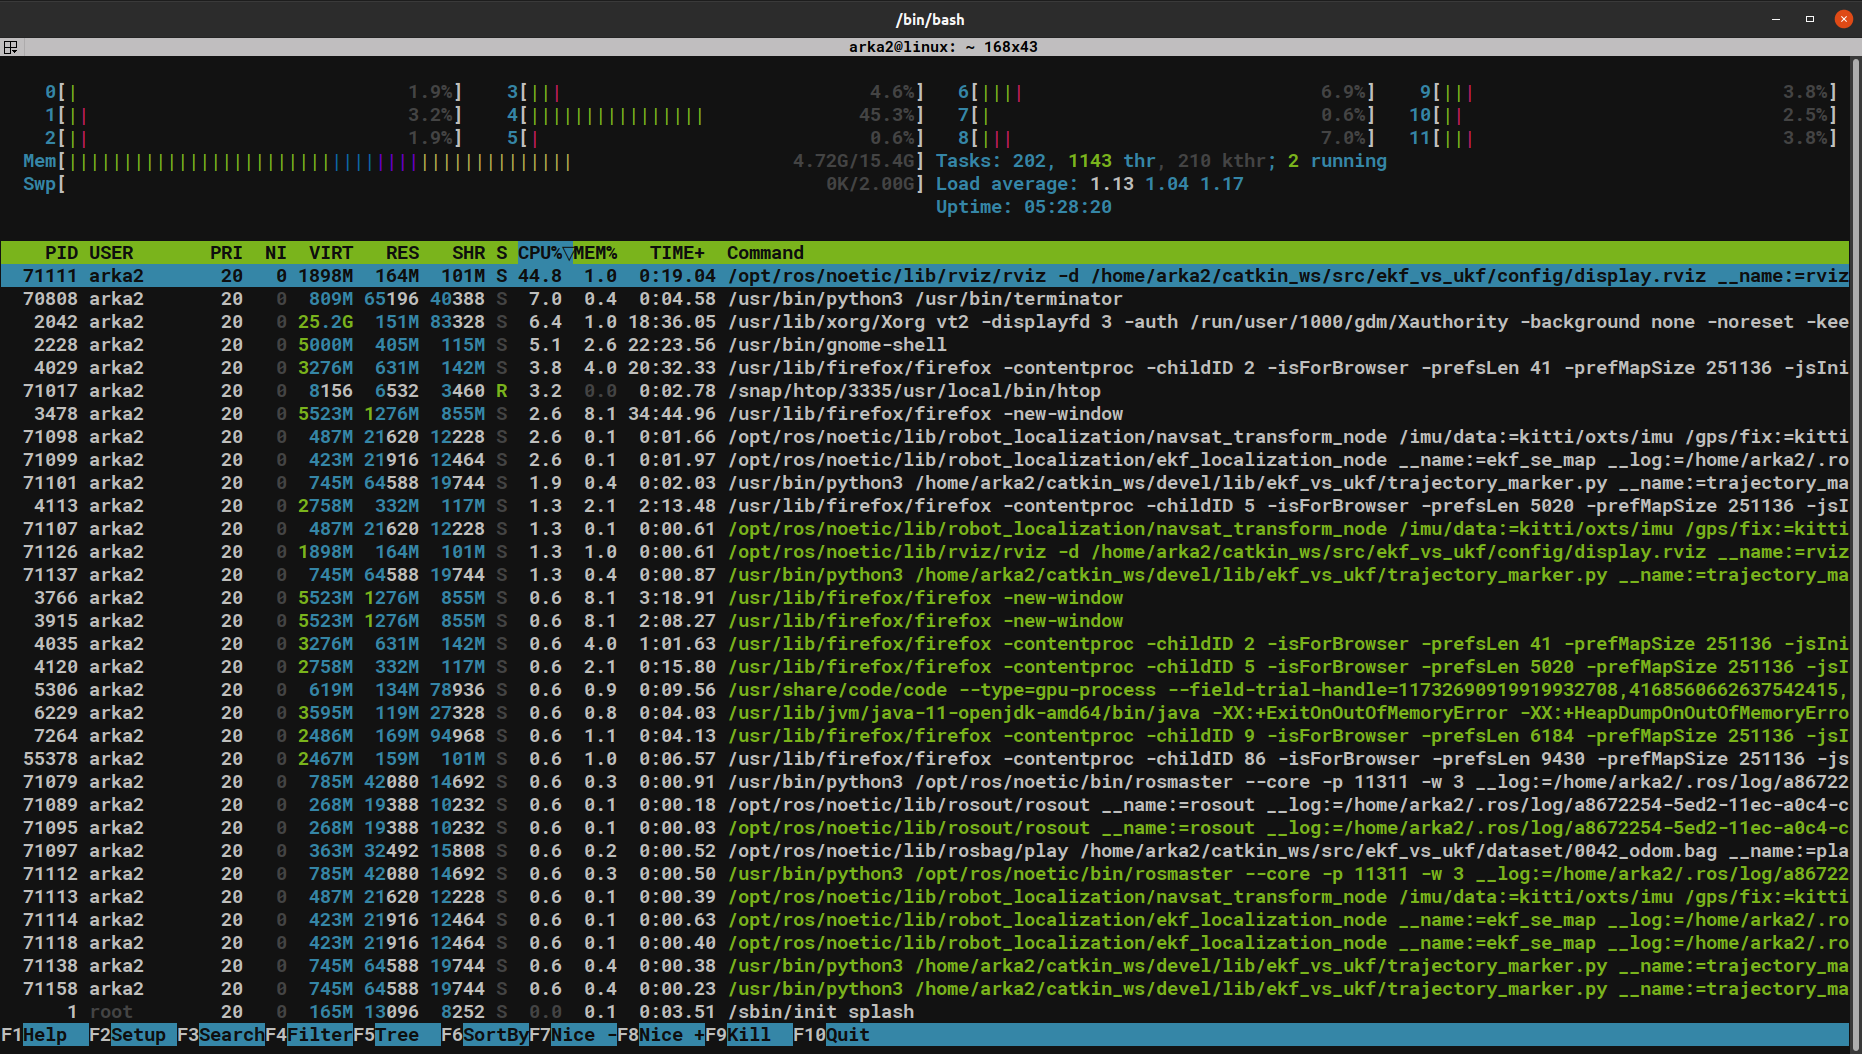 /bin/bash
arka2@linux: ~ 168x43
0[| 1.9%] 3[||| 4.6%] 6[|||| 6.9%] 9[||| 3.8%]
1[|| 3.2%] 4[|||||||||||||||| 45.3%] 7[| 0.6%] 10[|| 2.5%]
2[|| 1.9%] 5[| 0.6%] 8[||| 7.0%] 11[||| 3.8%]
Mem[|||||||||||||||||||||||||||||||||||||||||||||| 4.72G/15.4G] Tasks: 202, 1143 thr, 210 kthr; 2 running
Swp[ 0K/2.00G] Load average: 1.13 1.04 1.17
Uptime: 05:28:20
PID USER PRI NI VIRT RES SHR S CPU%▽MEM% TIME+ Command
71111 arka2 20 0 1898M 164M 101M S 44.8 1.0 0:19.04 /opt/ros/noetic/lib/rviz/rviz -d /home/arka2/catkin_ws/src/ekf_vs_ukf/config/display.rviz __name:=rviz
70808 arka2 20 0 809M 65196 40388 S 7.0 0.4 0:04.58 /usr/bin/python3 /usr/bin/terminator
2042 arka2 20 0 25.2G 151M 83328 S 6.4 1.0 18:36.05 /usr/lib/xorg/Xorg vt2 -displayfd 3 -auth /run/user/1000/gdm/Xauthority -background none -noreset -kee
2228 arka2 20 0 5000M 405M 115M S 5.1 2.6 22:23.56 /usr/bin/gnome-shell
4029 arka2 20 0 3276M 631M 142M S 3.8 4.0 20:32.33 /usr/lib/firefox/firefox -contentproc -childID 2 -isForBrowser -prefsLen 41 -prefMapSize 251136 -jsIni
71017 arka2 20 0 8156 6532 3460 R 3.2 0.0 0:02.78 /snap/htop/3335/usr/local/bin/htop
3478 arka2 20 0 5523M 1276M 855M S 2.6 8.1 34:44.96 /usr/lib/firefox/firefox -new-window
71098 arka2 20 0 487M 21620 12228 S 2.6 0.1 0:01.66 /opt/ros/noetic/lib/robot_localization/navsat_transform_node /imu/data:=kitti/oxts/imu /gps/fix:=kitti
71099 arka2 20 0 423M 21916 12464 S 2.6 0.1 0:01.97 /opt/ros/noetic/lib/robot_localization/ekf_localization_node __name:=ekf_se_map __log:=/home/arka2/.ro
71101 arka2 20 0 745M 64588 19744 S 1.9 0.4 0:02.03 /usr/bin/python3 /home/arka2/catkin_ws/devel/lib/ekf_vs_ukf/trajectory_marker.py __name:=trajectory_ma
4113 arka2 20 0 2758M 332M 117M S 1.3 2.1 2:13.48 /usr/lib/firefox/firefox -contentproc -childID 5 -isForBrowser -prefsLen 5020 -prefMapSize 251136 -jsI
71107 arka2 20 0 487M 21620 12228 S 1.3 0.1 0:00.61 /opt/ros/noetic/lib/robot_localization/navsat_transform_node /imu/data:=kitti/oxts/imu /gps/fix:=kitti
71126 arka2 20 0 1898M 164M 101M S 1.3 1.0 0:00.61 /opt/ros/noetic/lib/rviz/rviz -d /home/arka2/catkin_ws/src/ekf_vs_ukf/config/display.rviz __name:=rviz
71137 arka2 20 0 745M 64588 19744 S 1.3 0.4 0:00.87 /usr/bin/python3 /home/arka2/catkin_ws/devel/lib/ekf_vs_ukf/trajectory_marker.py __name:=trajectory_ma
3766 arka2 20 0 5523M 1276M 855M S 0.6 8.1 3:18.91 /usr/lib/firefox/firefox -new-window
3915 arka2 20 0 5523M 1276M 855M S 0.6 8.1 2:08.27 /usr/lib/firefox/firefox -new-window
4035 arka2 20 0 3276M 631M 142M S 0.6 4.0 1:01.63 /usr/lib/firefox/firefox -contentproc -childID 2 -isForBrowser -prefsLen 41 -prefMapSize 251136 -jsIni
4120 arka2 20 0 2758M 332M 117M S 0.6 2.1 0:15.80 /usr/lib/firefox/firefox -contentproc -childID 5 -isForBrowser -prefsLen 5020 -prefMapSize 251136 -jsI
5306 arka2 20 0 619M 134M 78936 S 0.6 0.9 0:09.56 /usr/share/code/code --type=gpu-process --field-trial-handle=11732690919919932708,4168560662637542415,
6229 arka2 20 0 3595M 119M 27328 S 0.6 0.8 0:04.03 /usr/lib/jvm/java-11-openjdk-amd64/bin/java -XX:+ExitOnOutOfMemoryError -XX:+HeapDumpOnOutOfMemoryErro
7264 arka2 20 0 2486M 169M 94968 S 0.6 1.1 0:04.13 /usr/lib/firefox/firefox -contentproc -childID 9 -isForBrowser -prefsLen 6184 -prefMapSize 251136 -jsI
55378 arka2 20 0 2467M 159M 101M S 0.6 1.0 0:06.57 /usr/lib/firefox/firefox -contentproc -childID 86 -isForBrowser -prefsLen 9430 -prefMapSize 251136 -js
71079 arka2 20 0 785M 42080 14692 S 0.6 0.3 0:00.91 /usr/bin/python3 /opt/ros/noetic/bin/rosmaster --core -p 11311 -w 3 __log:=/home/arka2/.ros/log/a86722
71089 arka2 20 0 268M 19388 10232 S 0.6 0.1 0:00.18 /opt/ros/noetic/lib/rosout/rosout __name:=rosout __log:=/home/arka2/.ros/log/a8672254-5ed2-11ec-a0c4-c
71095 arka2 20 0 268M 19388 10232 S 0.6 0.1 0:00.03 /opt/ros/noetic/lib/rosout/rosout __name:=rosout __log:=/home/arka2/.ros/log/a8672254-5ed2-11ec-a0c4-c
71097 arka2 20 0 363M 32492 15808 S 0.6 0.2 0:00.52 /opt/ros/noetic/lib/rosbag/play /home/arka2/catkin_ws/src/ekf_vs_ukf/dataset/0042_odom.bag __name:=pla
71112 arka2 20 0 785M 42080 14692 S 0.6 0.3 0:00.50 /usr/bin/python3 /opt/ros/noetic/bin/rosmaster --core -p 11311 -w 3 __log:=/home/arka2/.ros/log/a86722
71113 arka2 20 0 487M 21620 12228 S 0.6 0.1 0:00.39 /opt/ros/noetic/lib/robot_localization/navsat_transform_node /imu/data:=kitti/oxts/imu /gps/fix:=kitti
71114 arka2 20 0 423M 21916 12464 S 0.6 0.1 0:00.63 /opt/ros/noetic/lib/robot_localization/ekf_localization_node __name:=ekf_se_map __log:=/home/arka2/.ro
71118 arka2 20 0 423M 21916 12464 S 0.6 0.1 0:00.40 /opt/ros/noetic/lib/robot_localization/ekf_localization_node __name:=ekf_se_map __log:=/home/arka2/.ro
71138 arka2 20 0 745M 64588 19744 S 0.6 0.4 0:00.38 /usr/bin/python3 /home/arka2/catkin_ws/devel/lib/ekf_vs_ukf/trajectory_marker.py __name:=trajectory_ma
71158 arka2 20 0 745M 64588 19744 S 0.6 0.4 0:00.23 /usr/bin/python3 /home/arka2/catkin_ws/devel/lib/ekf_vs_ukf/trajectory_marker.py __name:=trajectory_ma
1 root 20 0 165M 13096 8252 S 0.0 0.1 0:03.51 /sbin/init splash
F1Help F2Setup F3SearchF4FilterF5Tree F6SortByF7Nice -F8Nice +F9Kill F10Quit